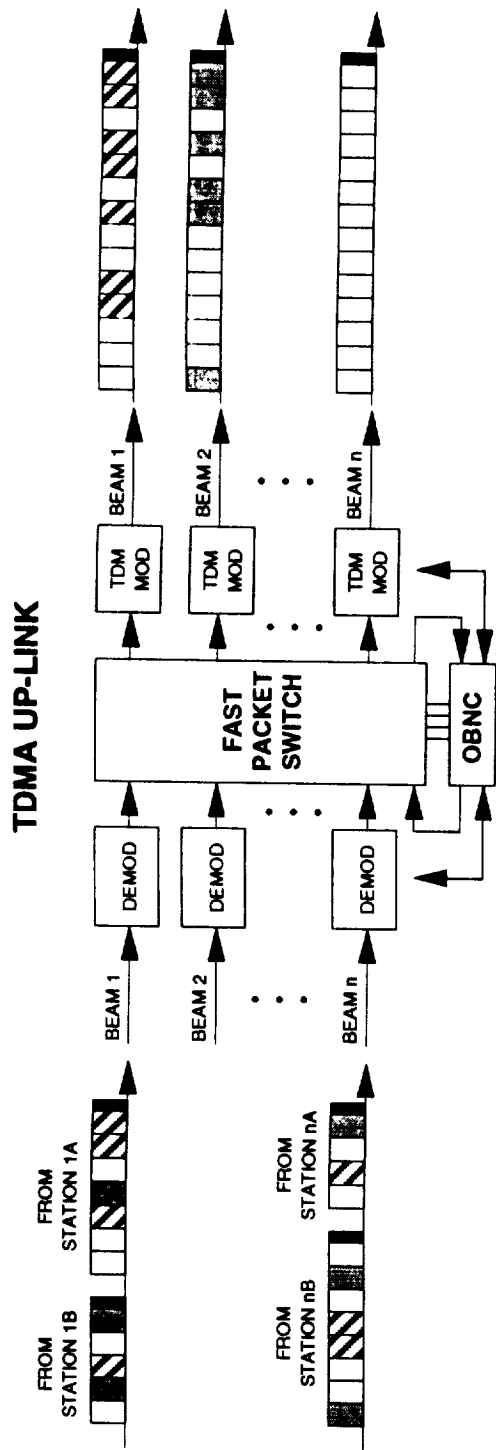 TDMA UP-LINK
FROM
STATION 1B
FROM
STATION 1A
FROM
STATION nB
FROM
STATION nA
BEAM 1
BEAM 2
BEAM n
DEMOD
DEMOD
DEMOD
FAST
PACKET
SWITCH
OBNC
TDM
MOD
TDM
MOD
TDM
MOD
BEAM 1
BEAM 2
BEAM n